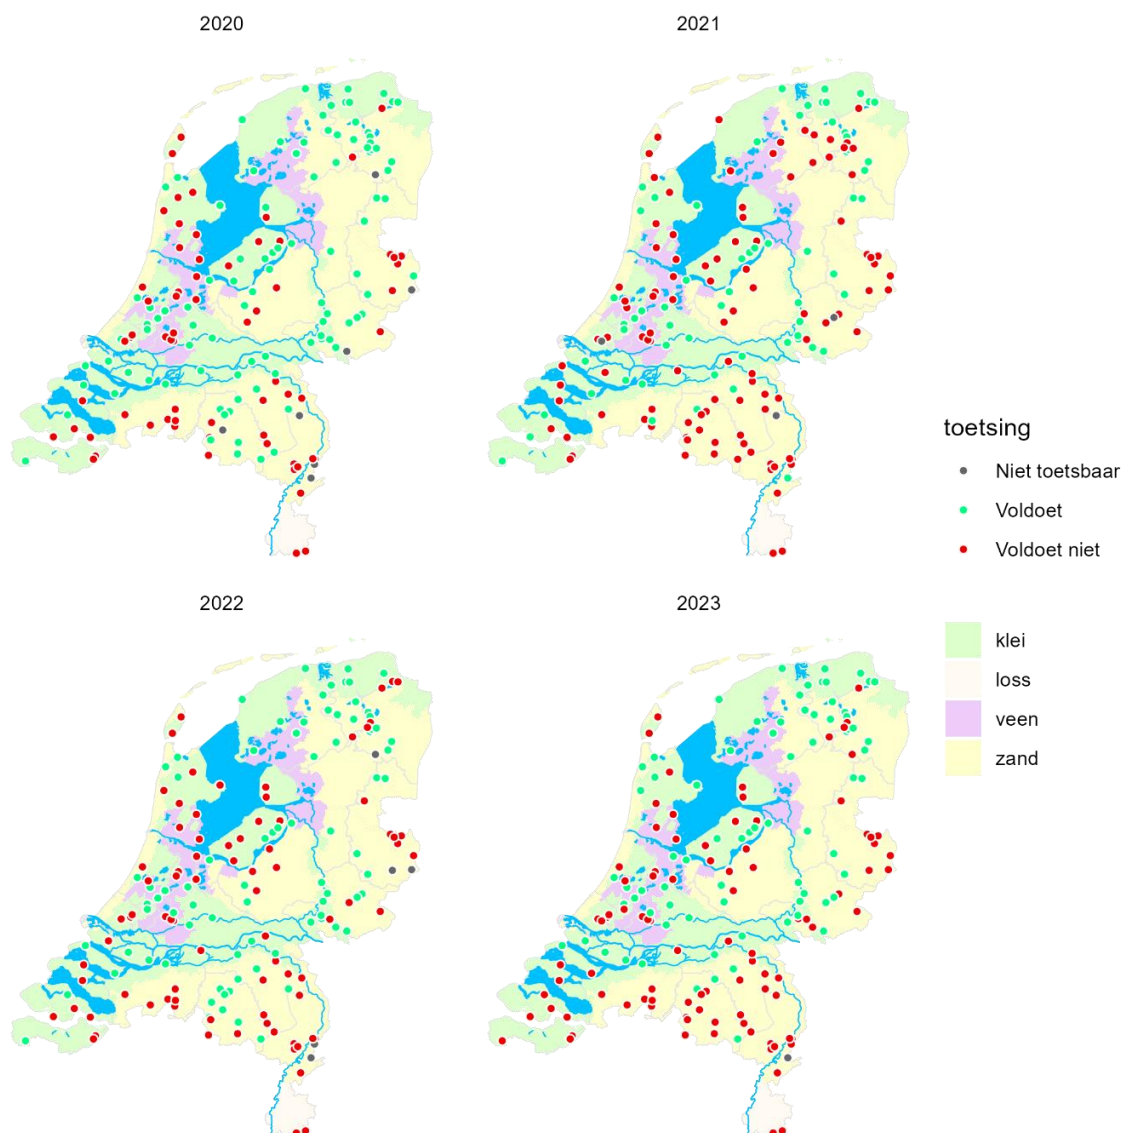 2020
2021
toetsing
Niet toetsbaar
Voldoet
Voldoet niet
2022
2023
klei
loss
veen
zand